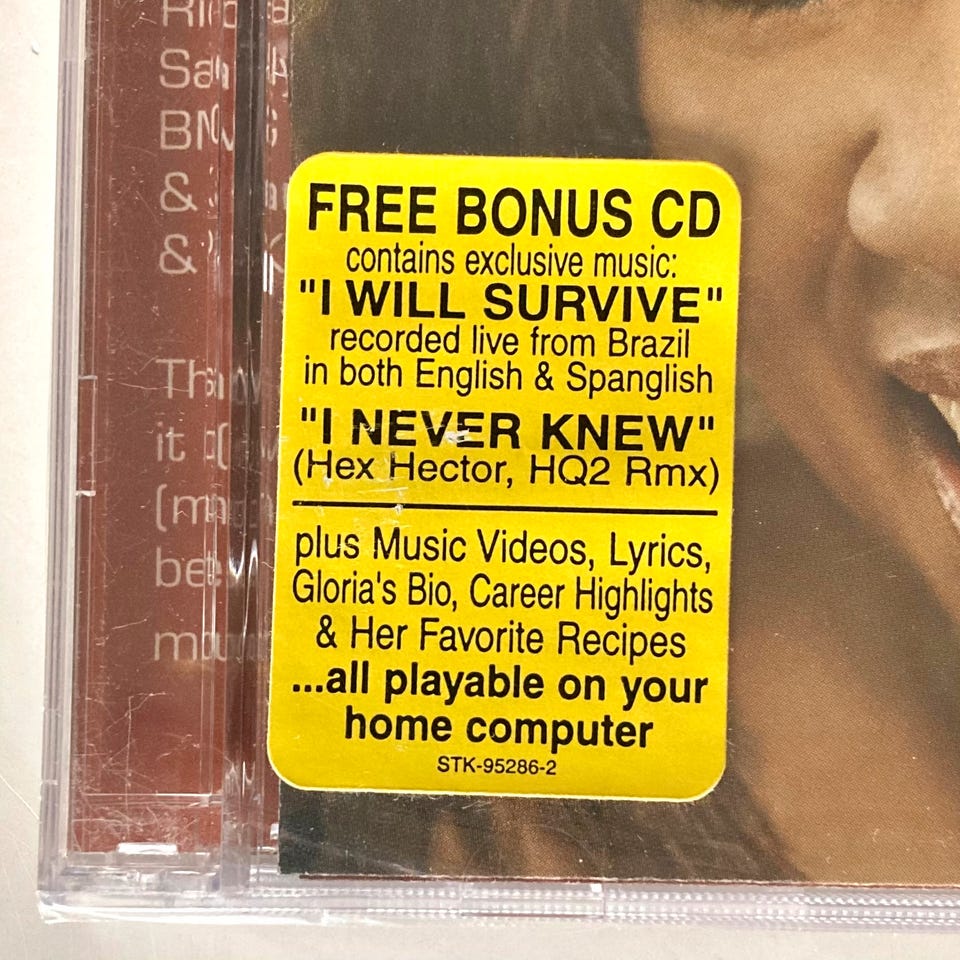 FREE BONUS CD
contains exclusive music:
"I WILL SURVIVE"
recorded live from Brazil
in both English & Spanglish
"I NEVER KNEW"
(Hex Hector, HQ2 Rmx)
plus Music Videos, Lyrics,
Gloria's Bio, Career Highlights
& Her Favorite Recipes
...all playable on your
home computer
STK-95286-2
&
&
it